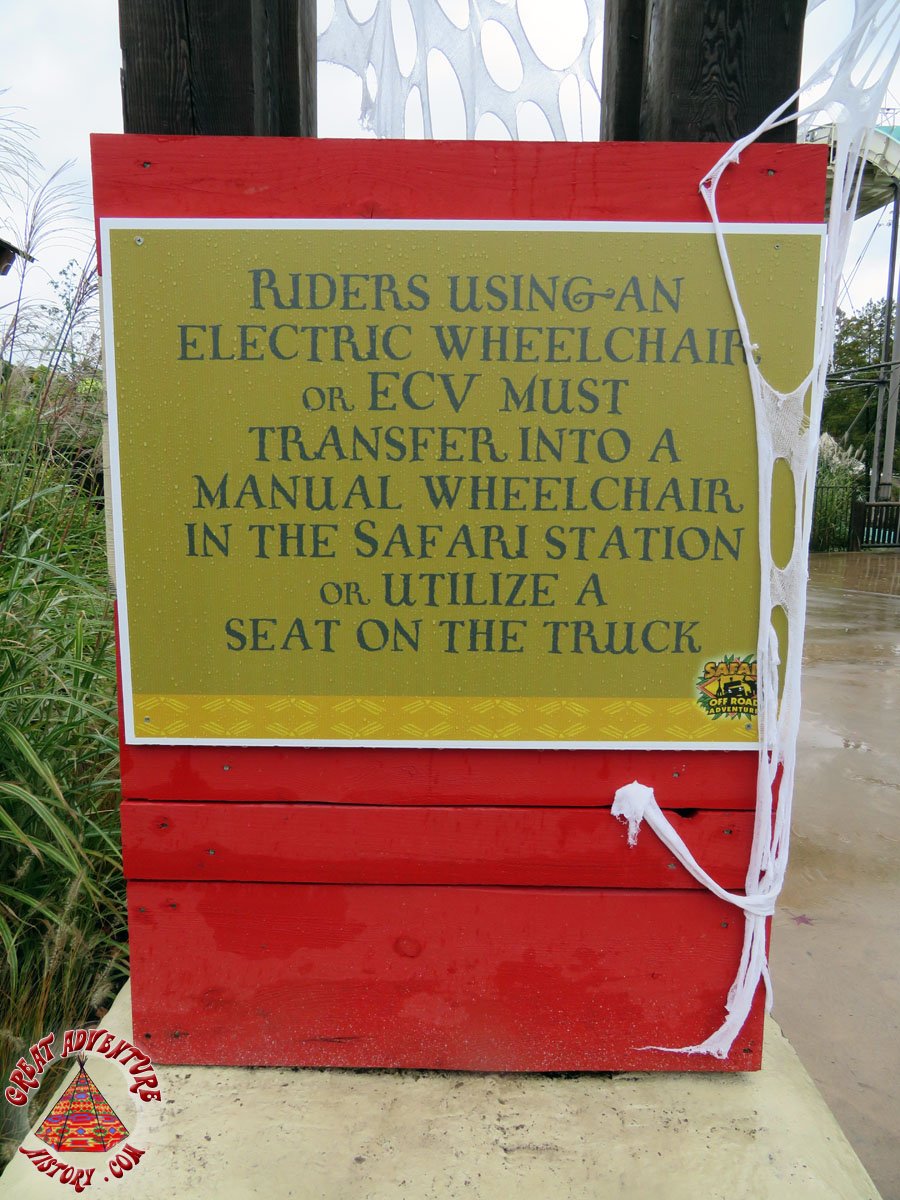 RIDERS USING AN
ELECTRIC WHEELCHAIR
OR ECV MUST
TRANSFER INTO A
MANUAL WHEELCHAIR
IN THE SAFARI STATION
OR UTILIZE A
SEAT ON THE TRUCK
SAFARI
OFF ROAD
ADVENTURE
GREAT ADVENTURE
HISTORY.COM